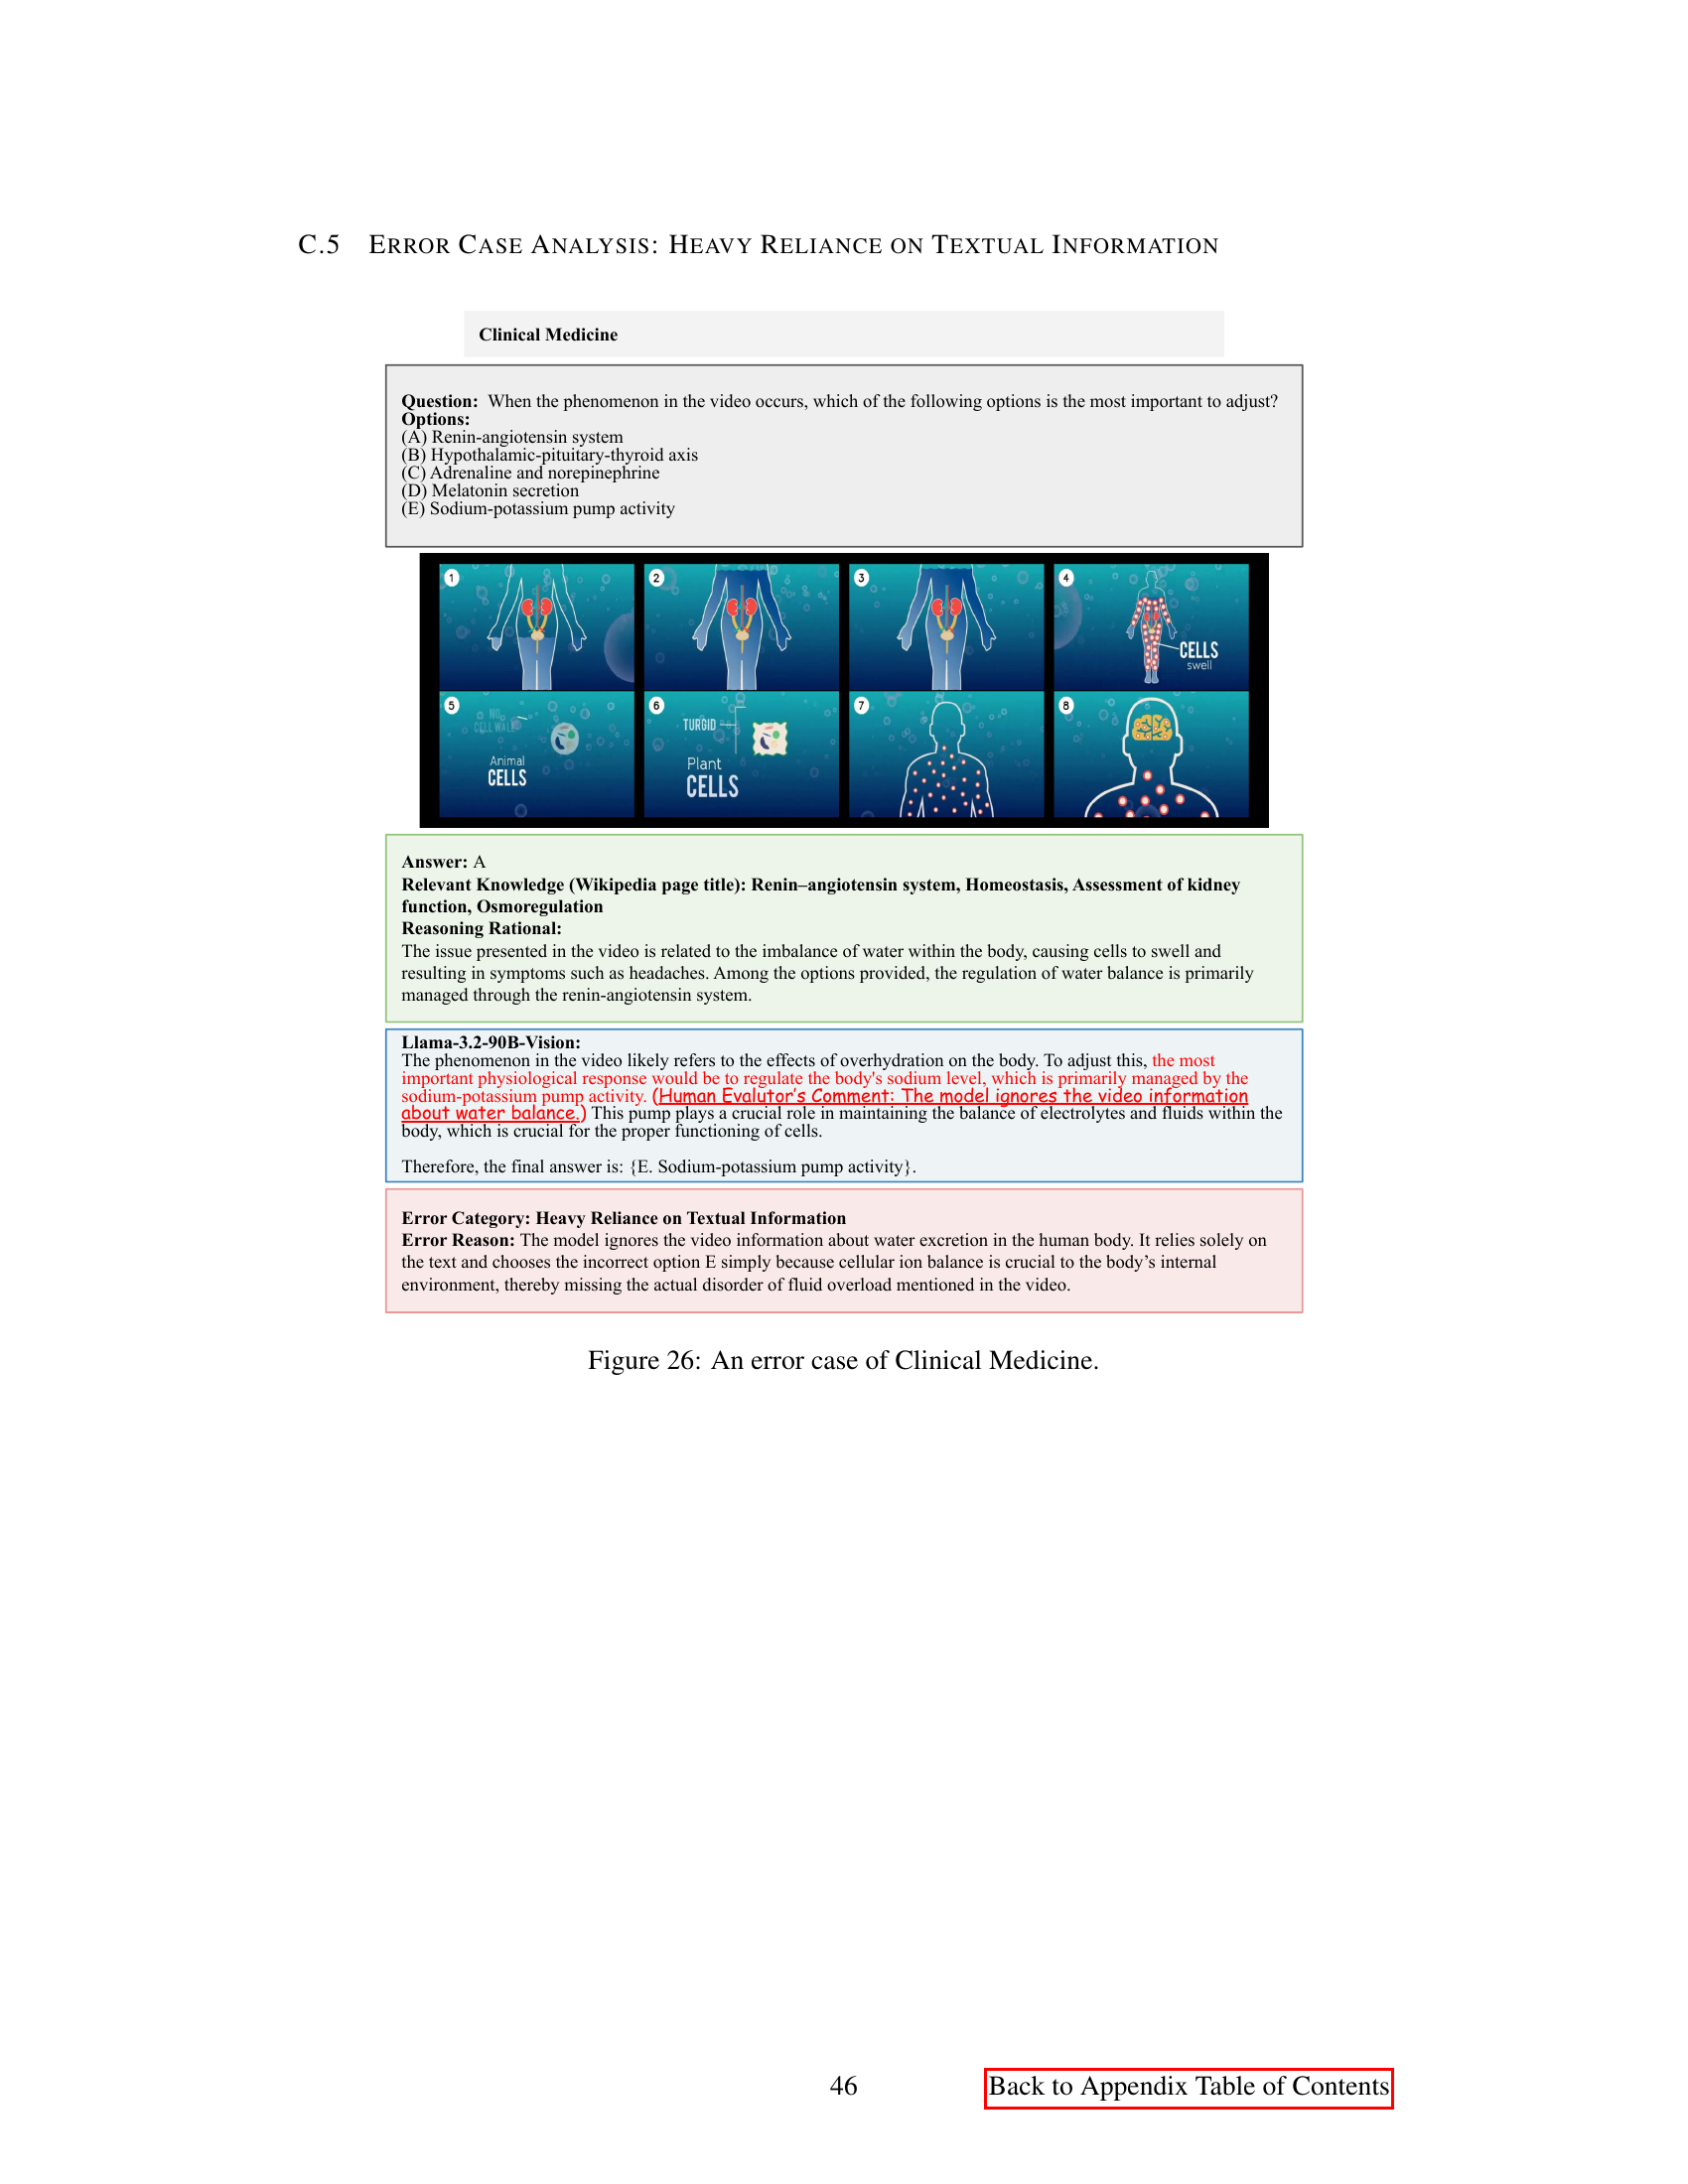 C.5 ERROR CASE ANALYSIS: HEAVY RELIANCE ON TEXTUAL INFORMATION
Clinical Medicine
Question: When the phenomenon in the video occurs, which of the following options is the most important to adjust?
Options:
(A) Renin-angiotensin system
(B) Hypothalamic-pituitary-thyroid axis
(C) Adrenaline and norepinephrine
(D) Melatonin secretion
(E) Sodium-potassium pump activity
1
2
3
4
CELLS
swell
5
NO
CELL WALL
Animal
CELLS
6
TURGID
Plant
CELLS
7
8
Answer: A
Relevant Knowledge (Wikipedia page title): Renin–angiotensin system, Homeostasis, Assessment of kidney
function, Osmoregulation
Reasoning Rational:
The issue presented in the video is related to the imbalance of water within the body, causing cells to swell and
resulting in symptoms such as headaches. Among the options provided, the regulation of water balance is primarily
managed through the renin-angiotensin system.
Llama-3.2-90B-Vision:
The phenomenon in the video likely refers to the effects of overhydration on the body. To adjust this, the most
important physiological response would be to regulate the body's sodium level, which is primarily managed by the
sodium-potassium pump activity. (Human Evalutor's Comment: The model ignores the video information
about water balance.) This pump plays a crucial role in maintaining the balance of electrolytes and fluids within the
body, which is crucial for the proper functioning of cells.
Therefore, the final answer is: {E. Sodium-potassium pump activity}.
Error Category: Heavy Reliance on Textual Information
Error Reason: The model ignores the video information about water excretion in the human body. It relies solely on
the text and chooses the incorrect option E simply because cellular ion balance is crucial to the body's internal
environment, thereby missing the actual disorder of fluid overload mentioned in the video.
Figure 26: An error case of Clinical Medicine.
46
Back to Appendix Table of Contents